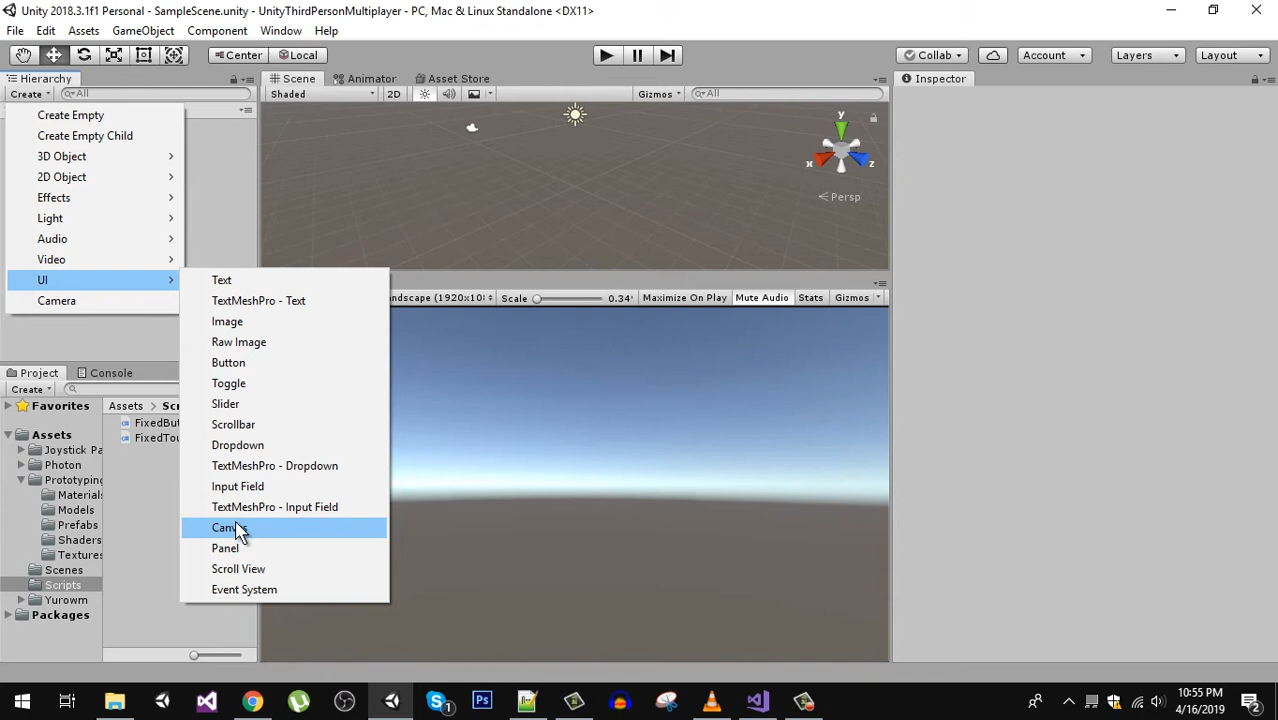 Unity 2018.3.1f1 Personal - SampleScene.unity - UnityThirdPersonMultiplayer - PC, Mac & Linux Standalone <DX11>
File Edit Assets GameObject Component Window Help
Center Local Collab Account Layers Layout
Hierarchy Scene Animator Asset Store Inspector
Create All Shaded 2D Gizmos All
Create Empty
Create Empty Child
3D Object
2D Object
Effects
Light
Audio
Video
UI
Camera
y
x
z
Persp
Text
TextMeshPro - Text
Image
Raw Image
Button
Toggle
Slider
Scrollbar
Dropdown
TextMeshPro - Dropdown
Input Field
TextMeshPro - Input Field
Canvas
Panel
Scroll View
Event System
ndscape (1920x10 Scale 0.34 Maximize On Play Mute Audio Stats Gizmos
Project Console
Create
Favorites
Assets
Joystick Pa
Photon
Prototyping
Materials
Models
Prefabs
Shaders
Textures
Scenes
Scripts
Yurowm
Packages
Assets Scr
FixedBut
FixedTou
Ps
1
10:55 PM
4/16/2019
2